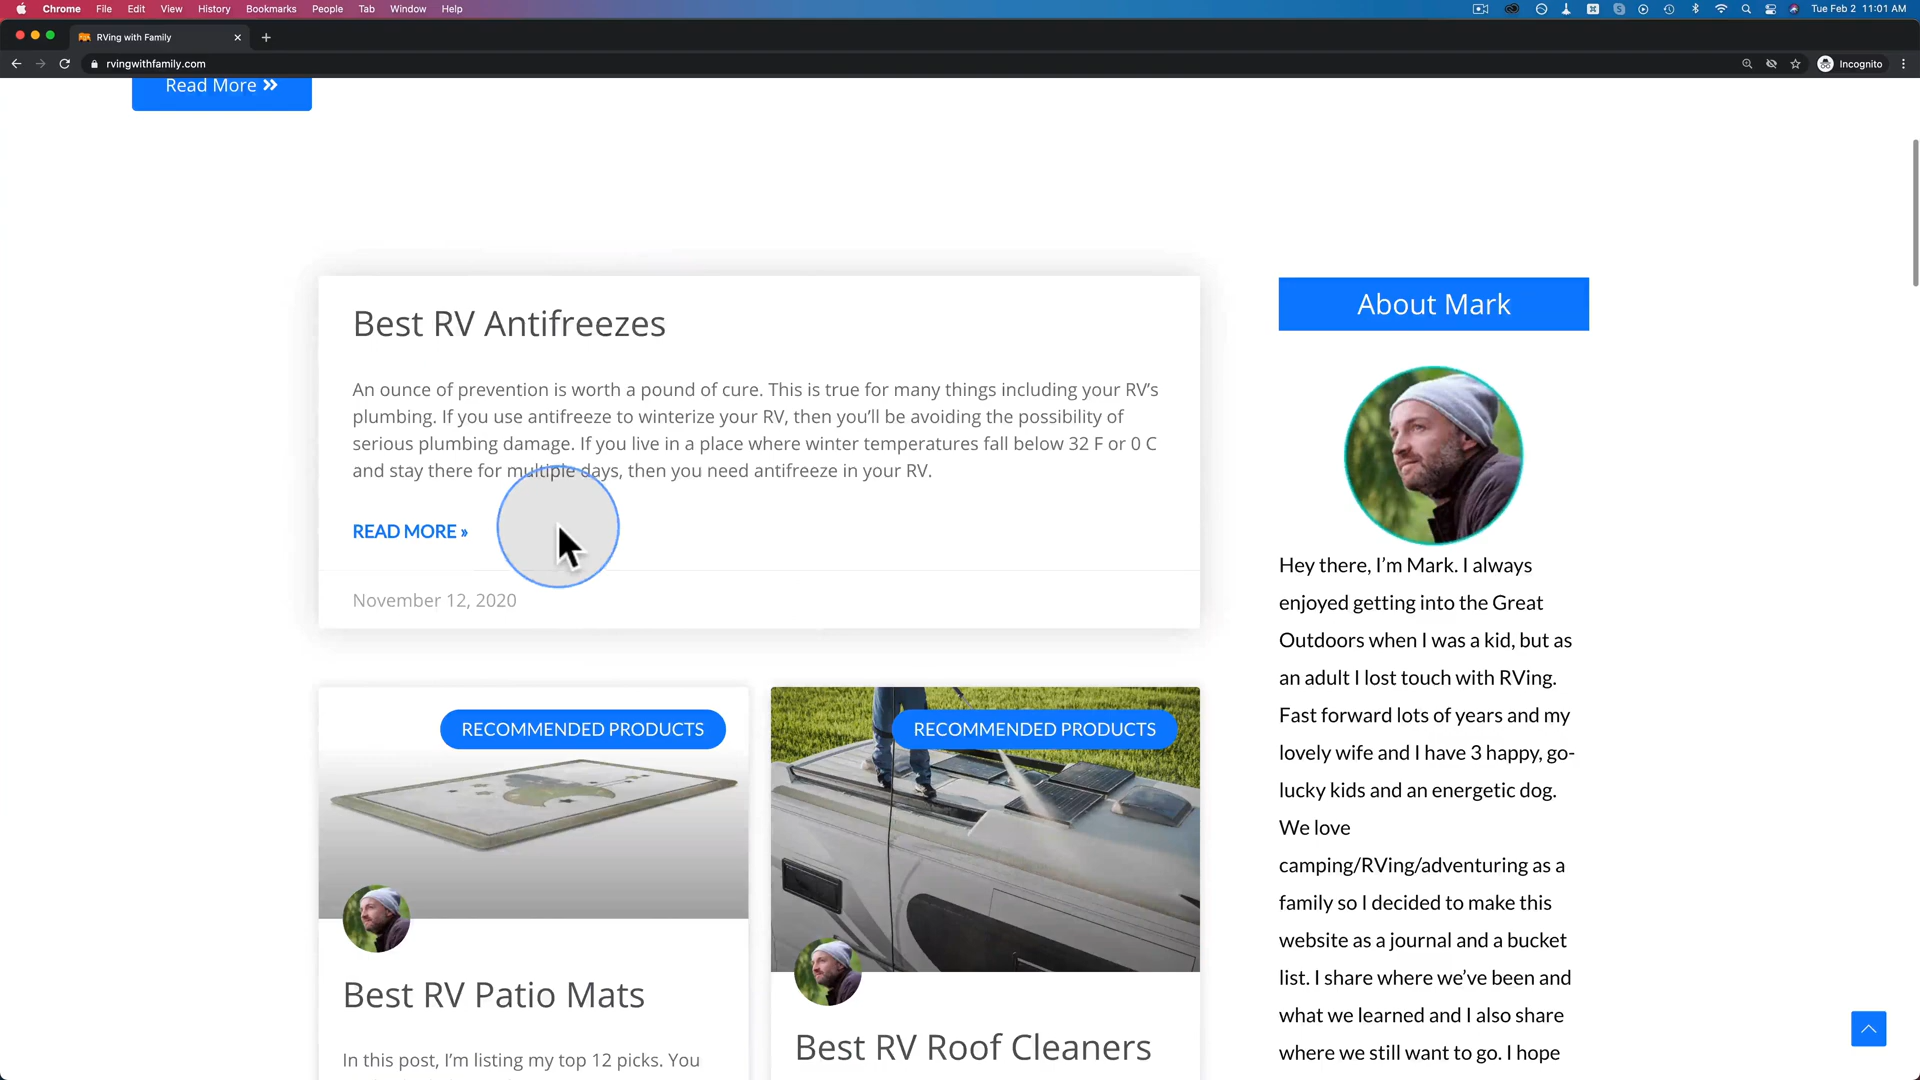 Chrome File Edit View History Bookmarks People Tab Window Help
Tue Feb 2 11:01 AM
RVing with Family
rvingwithfamily.com
Incognito
Read More »
Best RV Antifreezes
An ounce of prevention is worth a pound of cure. This is true for many things including your RV’s
plumbing. If you use antifreeze to winterize your RV, then you’ll be avoiding the possibility of
serious plumbing damage. If you live in a place where winter temperatures fall below 32 F or 0 C
and stay there for multiple days, then you need antifreeze in your RV.
READ MORE »
November 12, 2020
RECOMMENDED PRODUCTS
Best RV Patio Mats
In this post, I’m listing my top 12 picks. You
RECOMMENDED PRODUCTS
Best RV Roof Cleaners
About Mark
Hey there, I’m Mark. I always
enjoyed getting into the Great
Outdoors when I was a kid, but as
an adult I lost touch with RVing.
Fast forward lots of years and my
lovely wife and I have 3 happy, go-
lucky kids and an energetic dog.
We love
camping/RVing/adventuring as a
family so I decided to make this
website as a journal and a bucket
list. I share where we’ve been and
what we learned and I also share
where we still want to go. I hope